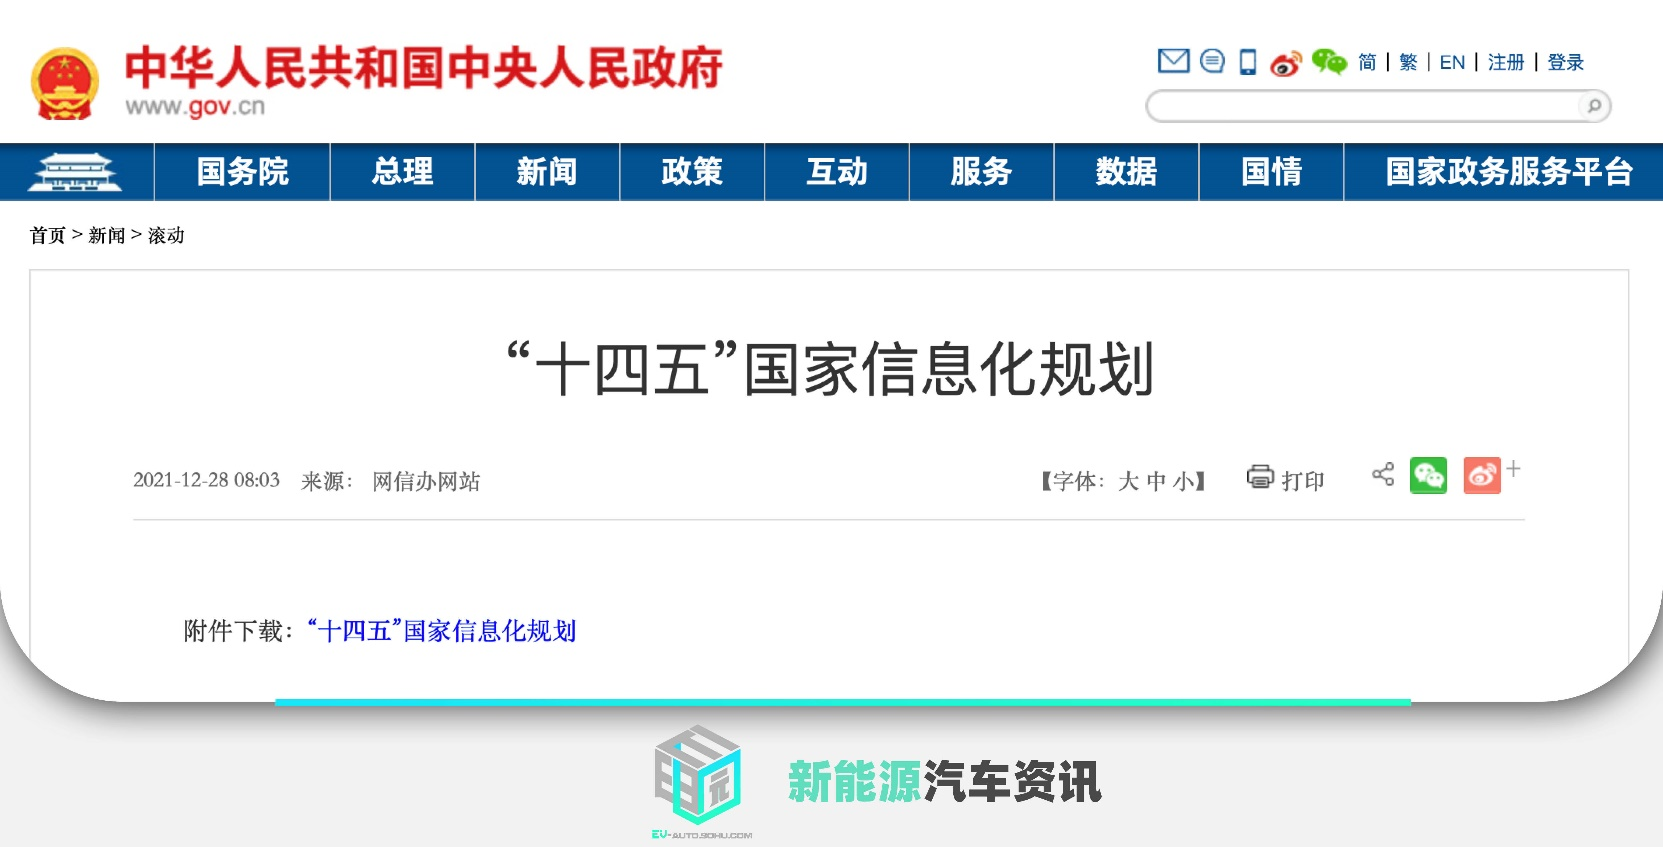 中华人民共和国中央人民政府
www.gov.cn
简 | 繁 | EN | 注册 | 登录
国务院 总理 新闻 政策 互动 服务 数据 国情 国家政务服务平台
首页 > 新闻 > 滚动
“十四五”国家信息化规划
2021-12-28 08:03 来源： 网信办网站 【字体：大 中 小】 打印
附件下载：“十四五”国家信息化规划
元
新能源汽车资讯
EV-AUTO.SOHU.COM